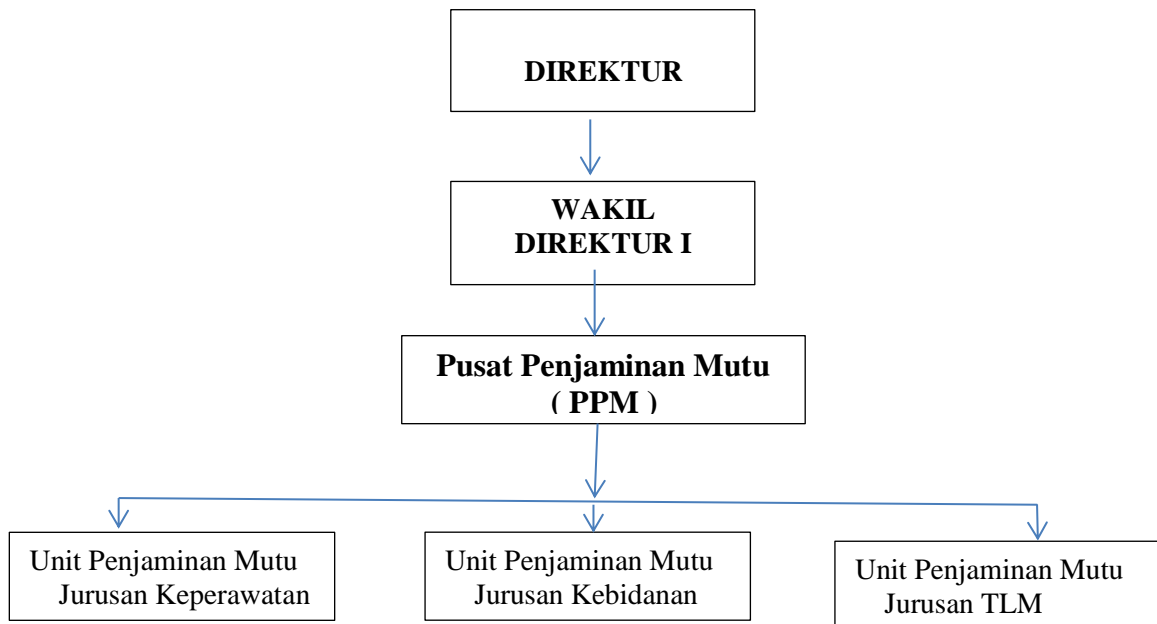 DIREKTUR
WAKIL
DIREKTUR I
Pusat Penjaminan Mutu
( PPM )
Unit Penjaminan Mutu
Jurusan Keperawatan
Unit Penjaminan Mutu
Jurusan Kebidanan
Unit Penjaminan Mutu
Jurusan TLM